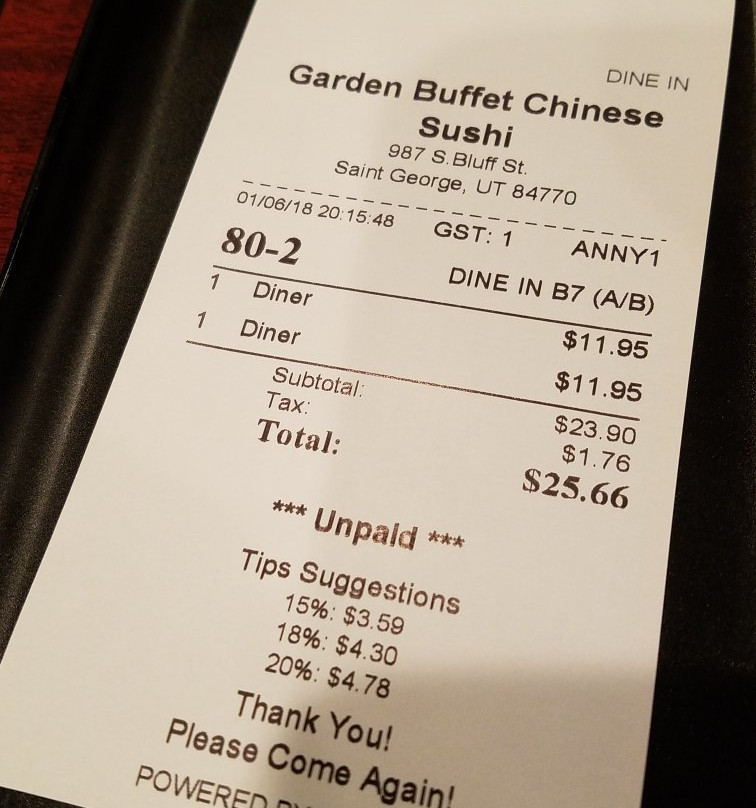 DINE IN
Garden Buffet Chinese
Sushi
987 S.Bluff St.
Saint George, UT 84770
01/06/18 20:15:48 GST: 1 ANNY1
80-2 DINE IN B7 (A/B)
1 Diner $11.95
1 Diner $11.95
Subtotal: $23.90
Tax: $1.76
Total: $25.66
*** Unpaid ***
Tips Suggestions
15%: $3.59
18%: $4.30
20%: $4.78
Thank You!
Please Come Again!
POWERED